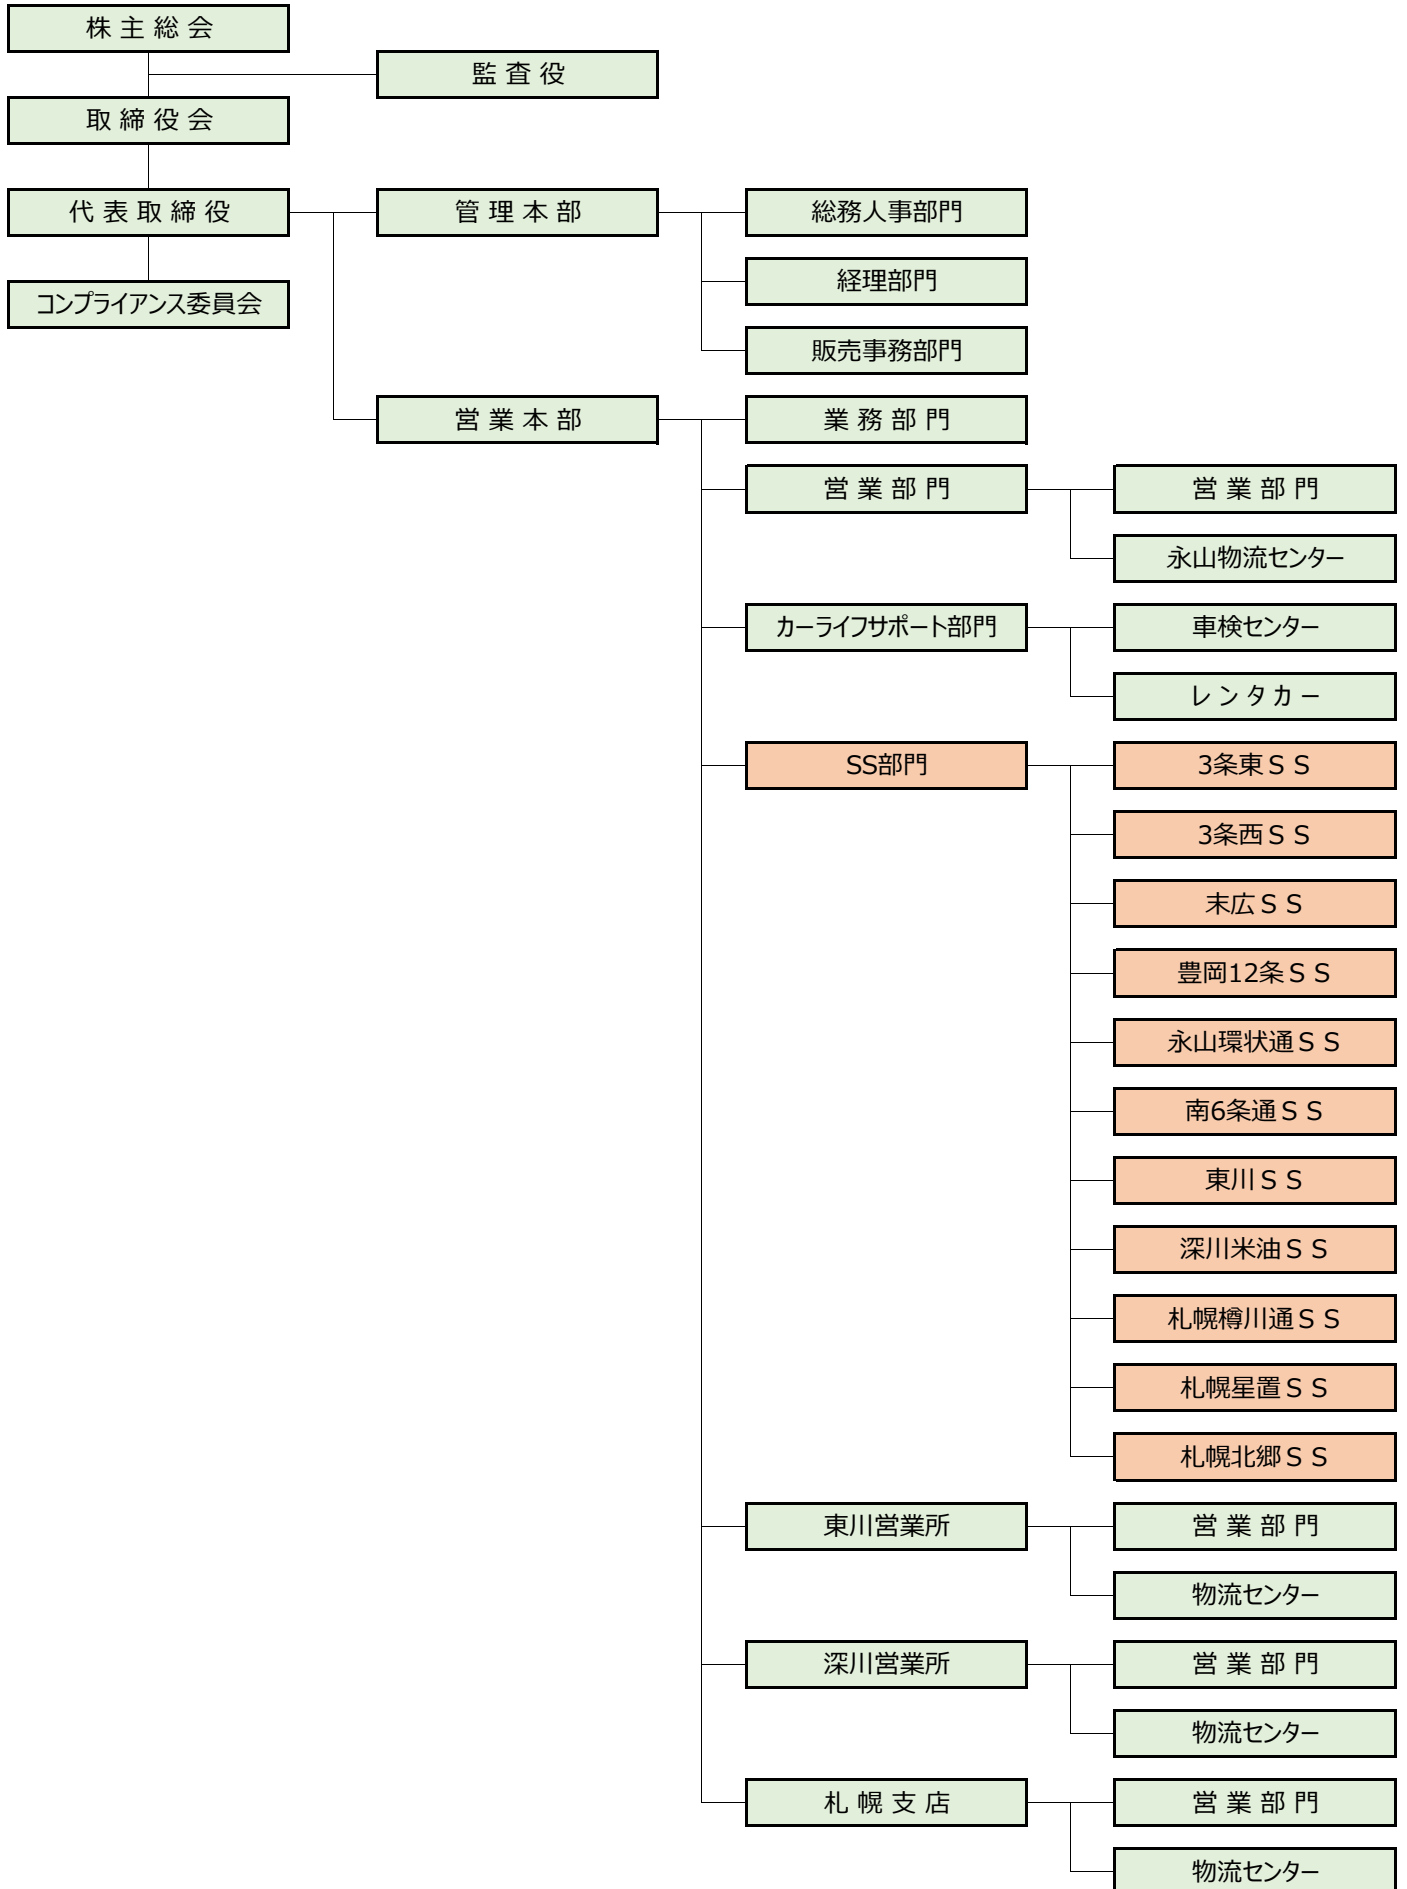 株 主 総 会
監 査 役
取 締 役 会
代 表 取 締 役
管 理 本 部
総務人事部門
経理部門
コンプライアンス委員会
販売事務部門
営 業 本 部
業 務 部 門
営 業 部 門
営 業 部 門
永山物流センター
カーライフサポート部門
車検センター
レ ン タ カ ー
SS部門
3条東ＳＳ
3条西ＳＳ
末広ＳＳ
豊岡12条ＳＳ
永山環状通ＳＳ
南6条通ＳＳ
東川ＳＳ
深川米油ＳＳ
札幌樽川通ＳＳ
札幌星置ＳＳ
札幌北郷ＳＳ
東川営業所
営 業 部 門
物流センター
深川営業所
営 業 部 門
物流センター
札 幌 支 店
営 業 部 門
物流センター